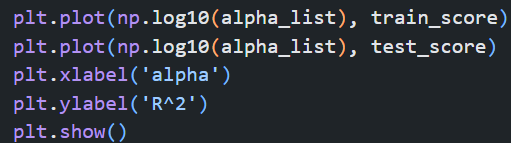 plt.plot(np.log10(alpha_list), train_score)
plt.plot(np.log10(alpha_list), test_score)
plt.xlabel('alpha')
plt.ylabel('R^2')
plt.show()